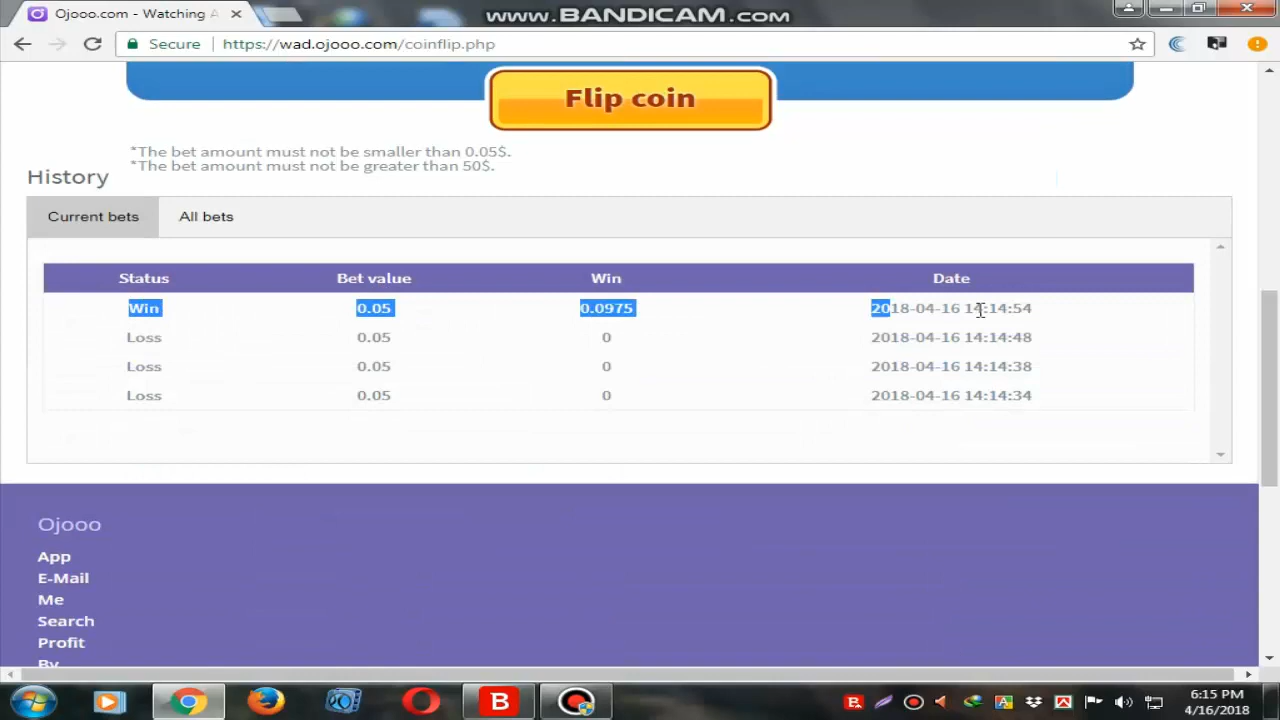 Ojooo.com - Watching A
www.BANDICAM.com
Secure
https://wad.ojooo.com/coinflip.php
Flip coin
*The bet amount must not be smaller than 0.05$.
*The bet amount must not be greater than 50$.
History
Current bets All bets
Status Bet value Win Date
Win 0.05 0.0975 2018-04-16 14:14:54
Loss 0.05 0 2018-04-16 14:14:48
Loss 0.05 0 2018-04-16 14:14:38
Loss 0.05 0 2018-04-16 14:14:34
Ojooo
App
E-Mail
Me
Search
Profit
By
6:15 PM
4/16/2018